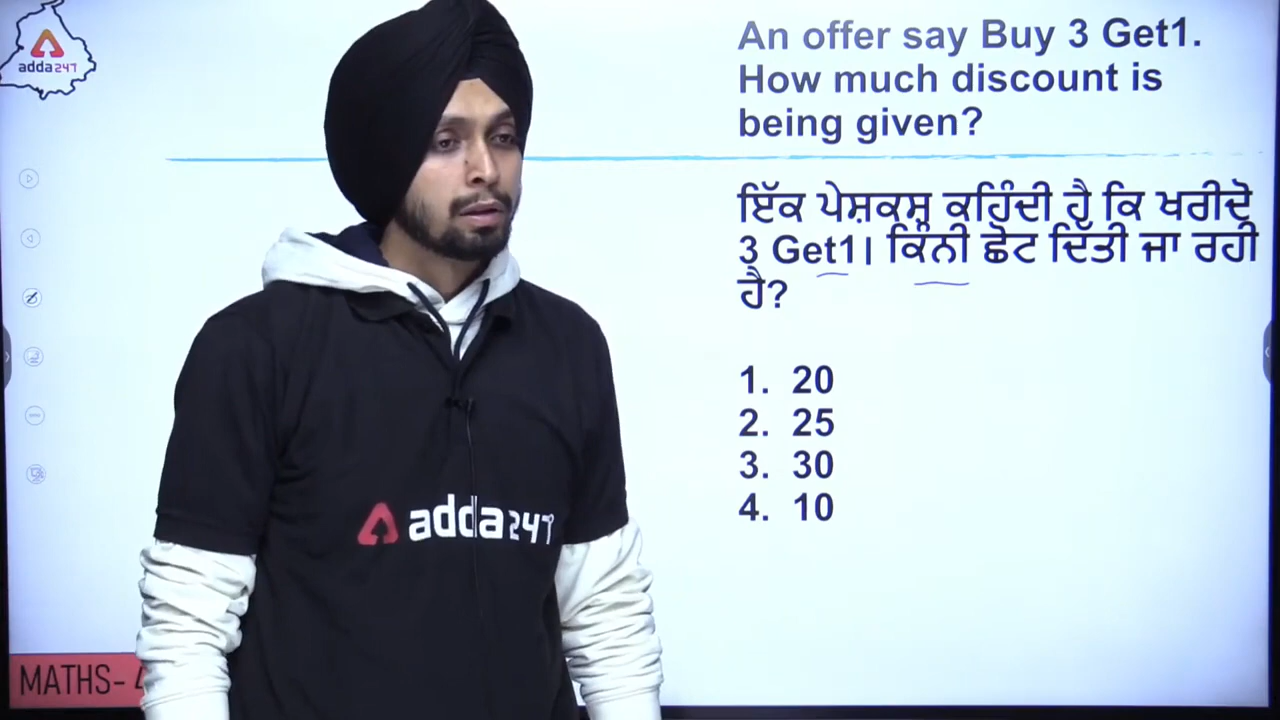 adda247
An offer say Buy 3 Get1.
How much discount is
being given?
ਇੱਕ ਪੇਸ਼ਕਸ਼ ਕਹਿੰਦੀ ਹੈ ਕਿ ਖਰੀਦੋ
3 Get1। ਕਿੰਨੀ ਛੋਟ ਦਿੱਤੀ ਜਾ ਰਹੀ
ਹੈ?
1. 20
2. 25
3. 30
4. 10
adda247
MATHS-